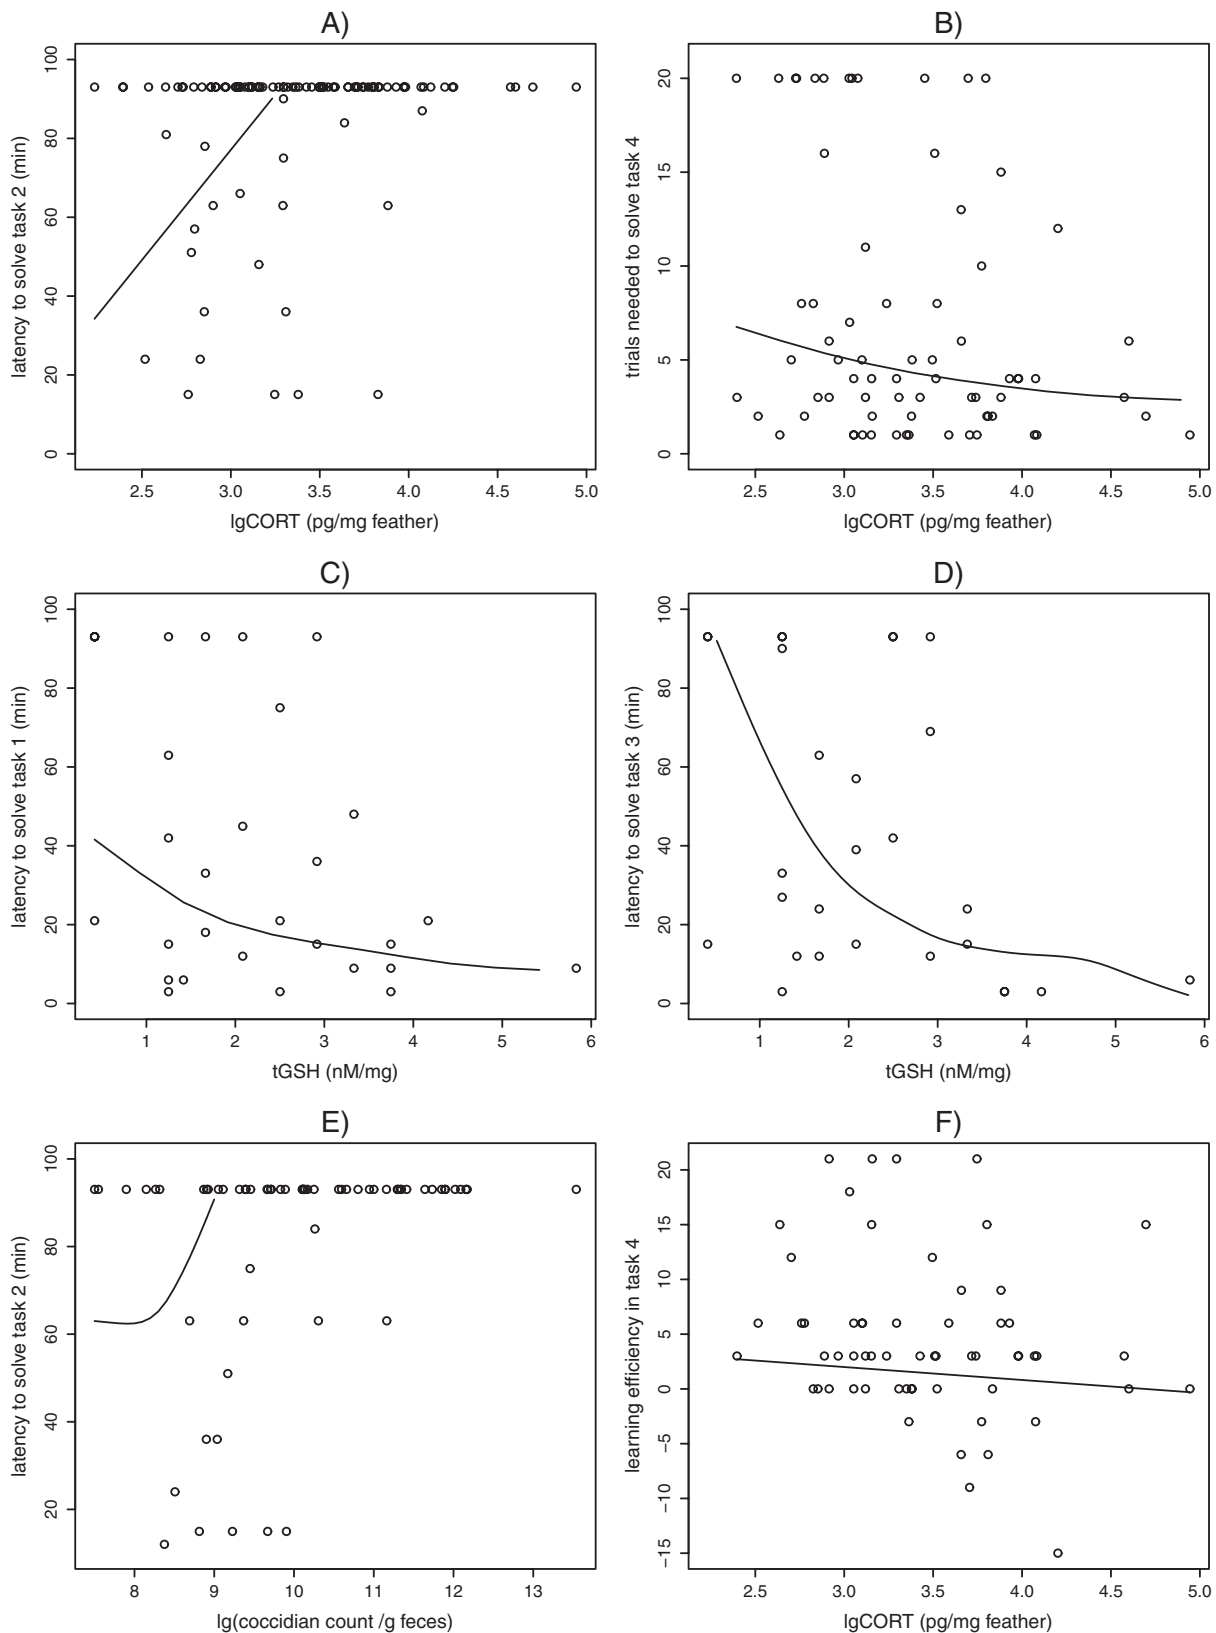 A)
latency to solve task 2 (min)
0 20 40 60 80 100
2.5 3.0 3.5 4.0 4.5 5.0
lgCORT (pg/mg feather)
B)
trials needed to solve task 4
0 5 10 15 20
2.5 3.0 3.5 4.0 4.5 5.0
lgCORT (pg/mg feather)
C)
latency to solve task 1 (min)
0 20 40 60 80 100
1 2 3 4 5 6
tGSH (nM/mg)
D)
latency to solve task 3 (min)
0 20 40 60 80 100
1 2 3 4 5 6
tGSH (nM/mg)
E)
latency to solve task 2 (min)
20 40 60 80 100
8 9 10 11 12 13
lg(coccidian count /g feces)
F)
learning efficiency in task 4
−15 −10 −5 0 5 10 15 20
2.5 3.0 3.5 4.0 4.5 5.0
lgCORT (pg/mg feather)